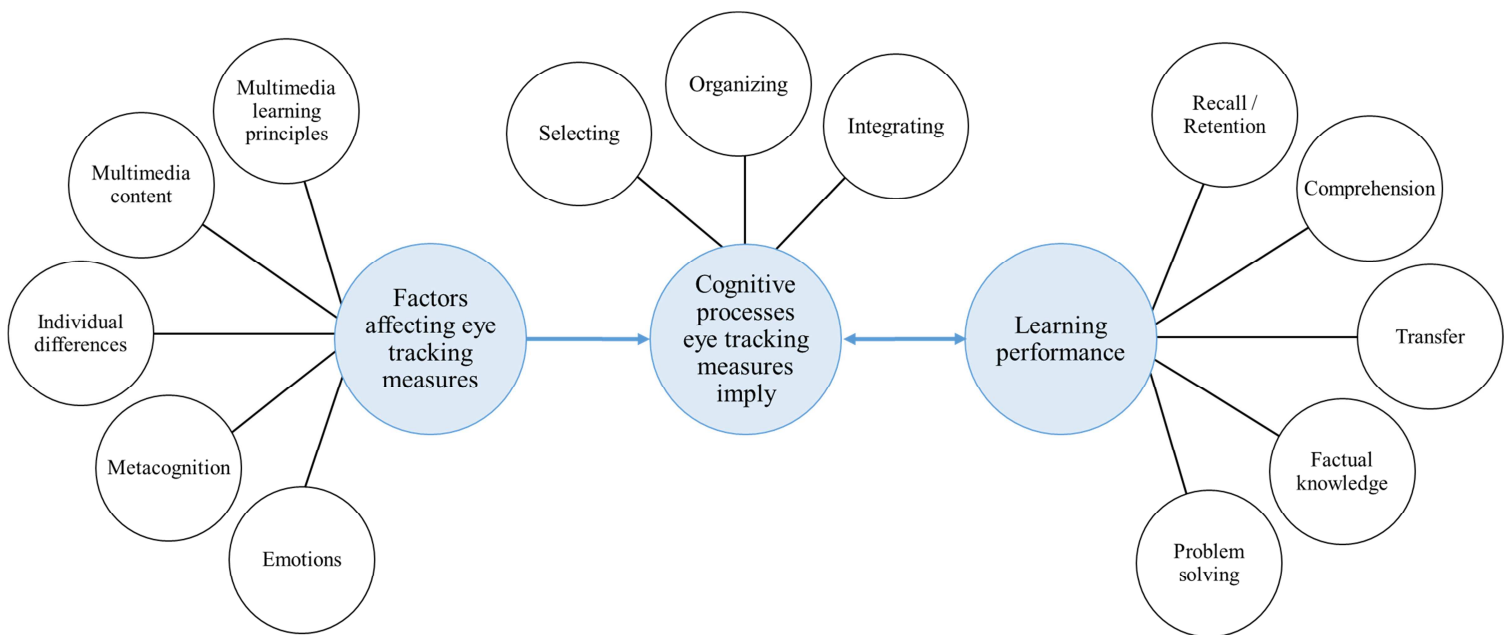 Multimedia
learning
principles
Multimedia
content
Individual
differences
Metacognition
Emotions
Factors
affecting eye
tracking
measures
Selecting
Organizing
Integrating
Cognitive
processes
eye tracking
measures
imply
Learning
performance
Recall /
Retention
Comprehension
Transfer
Factual
knowledge
Problem
solving